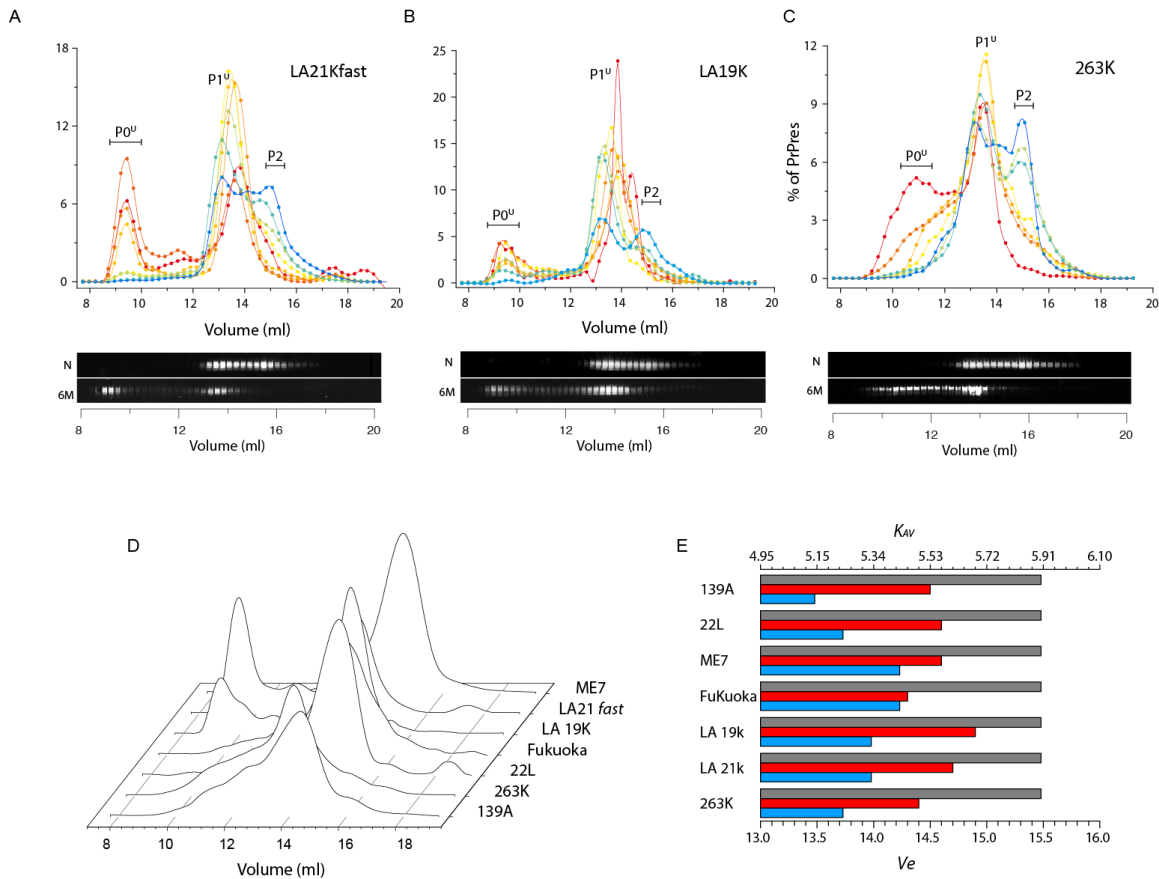 A
B
C
18
15
12
9
6
3
0
LA21Kfast
P0ᵁ
P1ᵁ
P2
8 10 12 14 16 18 20
Volume (ml)
25
20
15
10
5
0
LA19K
P0ᵁ
P1ᵁ
P2
8 10 12 14 16 18 20
Volume (ml)
% of PrPres
12
9
6
3
0
263K
P0ᵁ
P1ᵁ
P2
8 10 12 14 16 18 20
Volume (ml)
N
6M
8 12 16 20
Volume (ml)
N
6M
8 12 16 20
Volume (ml)
N
6M
8 12 16 20
Volume (ml)
D
ME7
LA21 fast
LA 19K
Fukuoka
22L
263K
139A
8 10 12 14 16 18
Volume (ml)
E
KAV
4.95 5.15 5.34 5.53 5.72 5.91 6.10
139A
22L
ME7
FuKuoka
LA 19k
LA 21k
263K
13.0 13.5 14.0 14.5 15.0 15.5 16.0
Ve